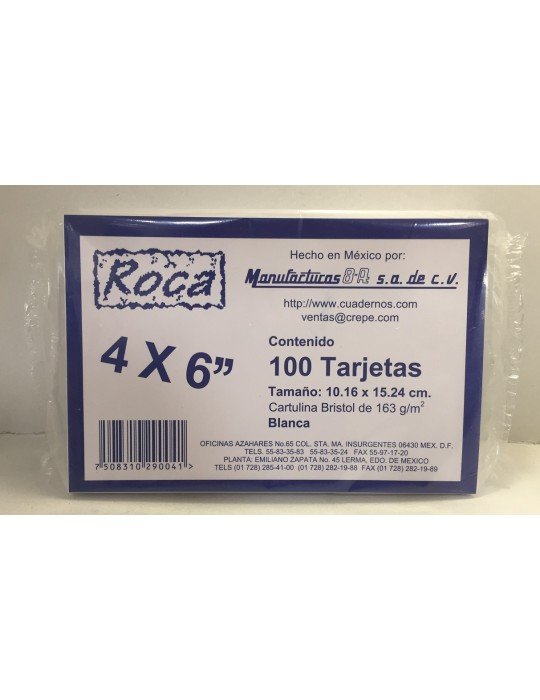 Roca
4 X 6”
7 508310 290041 >
Hecho en México por:
Manufacturas 8-A s.a. de c.v.
http://www.cuadernos.com
ventas@crepe.com
Contenido
100 Tarjetas
Tamaño: 10.16 x 15.24 cm.
Cartulina Bristol de 163 g/m²
Blanca
OFICINAS AZAHARES No.65 COL. STA. MA. INSURGENTES 06430 MEX. D.F.
TELS. 55-83-35-83 55-83-35-24 FAX 55-97-17-20
PLANTA: EMILIANO ZAPATA No. 45 LERMA, EDO. DE MEXICO
TELS (01 728) 285-41-00 (01 728) 282-19-88 FAX (01 728) 282-19-89